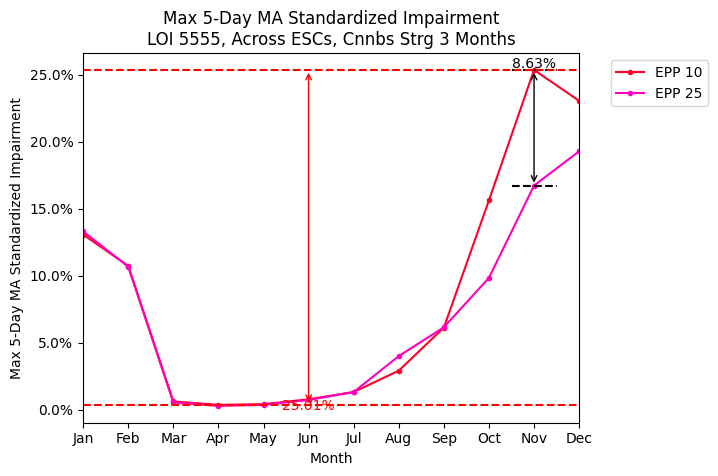 Max 5-Day MA Standardized Impairment
LOI 5555, Across ESCs, Cnnbs Strg 3 Months
8.63%
EPP 10
EPP 25
25.0%
20.0%
15.0%
10.0%
5.0%
0.0%
Max 5-Day MA Standardized Impairment
25.01%
Jan Feb Mar Apr May Jun Jul Aug Sep Oct Nov Dec
Month